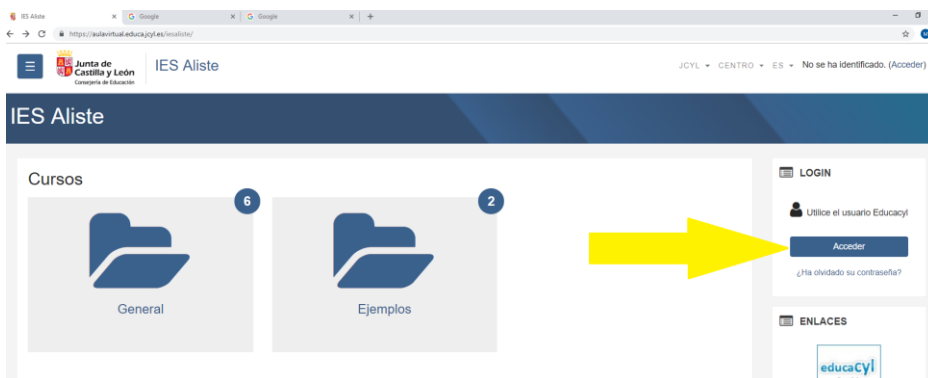 IES Aliste
Google
Google
https://aulavirtual.educa.jcyl.es/iesaliste/
Junta de
Castilla y León
Consejería de Educación
IES Aliste
JCYL
CENTRO
ES
No se ha identificado. (Acceder)
IES Aliste
Cursos
6
General
2
Ejemplos
LOGIN
Utilice el usuario Educacyl
Acceder
¿Ha olvidado su contraseña?
ENLACES
educacyl